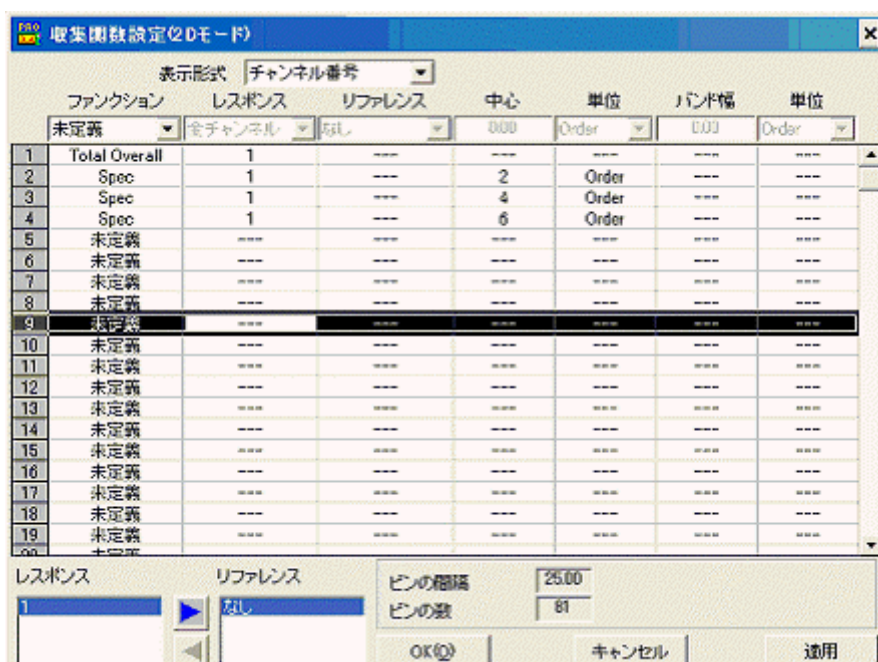 収集関数設定(2Dモード)
表示形式 チャンネル番号
ファンクション レスポンス リファレンス 中心 単位 バンド幅 単位
未定義 全チャンネル なし 0.00 Order 0.00 Order
1 Total Overall 1 --- --- --- --- ---
2 Spec 1 --- 2 Order --- ---
3 Spec 1 --- 4 Order --- ---
4 Spec 1 --- 6 Order --- ---
5 未定義 --- --- --- --- --- ---
6 未定義 --- --- --- --- --- ---
7 未定義 --- --- --- --- --- ---
8 未定義 --- --- --- --- --- ---
9 未定義 --- --- --- --- --- ---
10 未定義 --- --- --- --- --- ---
11 未定義 --- --- --- --- --- ---
12 未定義 --- --- --- --- --- ---
13 未定義 --- --- --- --- --- ---
14 未定義 --- --- --- --- --- ---
15 未定義 --- --- --- --- --- ---
16 未定義 --- --- --- --- --- ---
17 未定義 --- --- --- --- --- ---
18 未定義 --- --- --- --- --- ---
19 未定義 --- --- --- --- --- ---
レスポンス リファレンス ビンの間隔 25.00
1 なし ビンの数 81
OK(O) キャンセル 適用